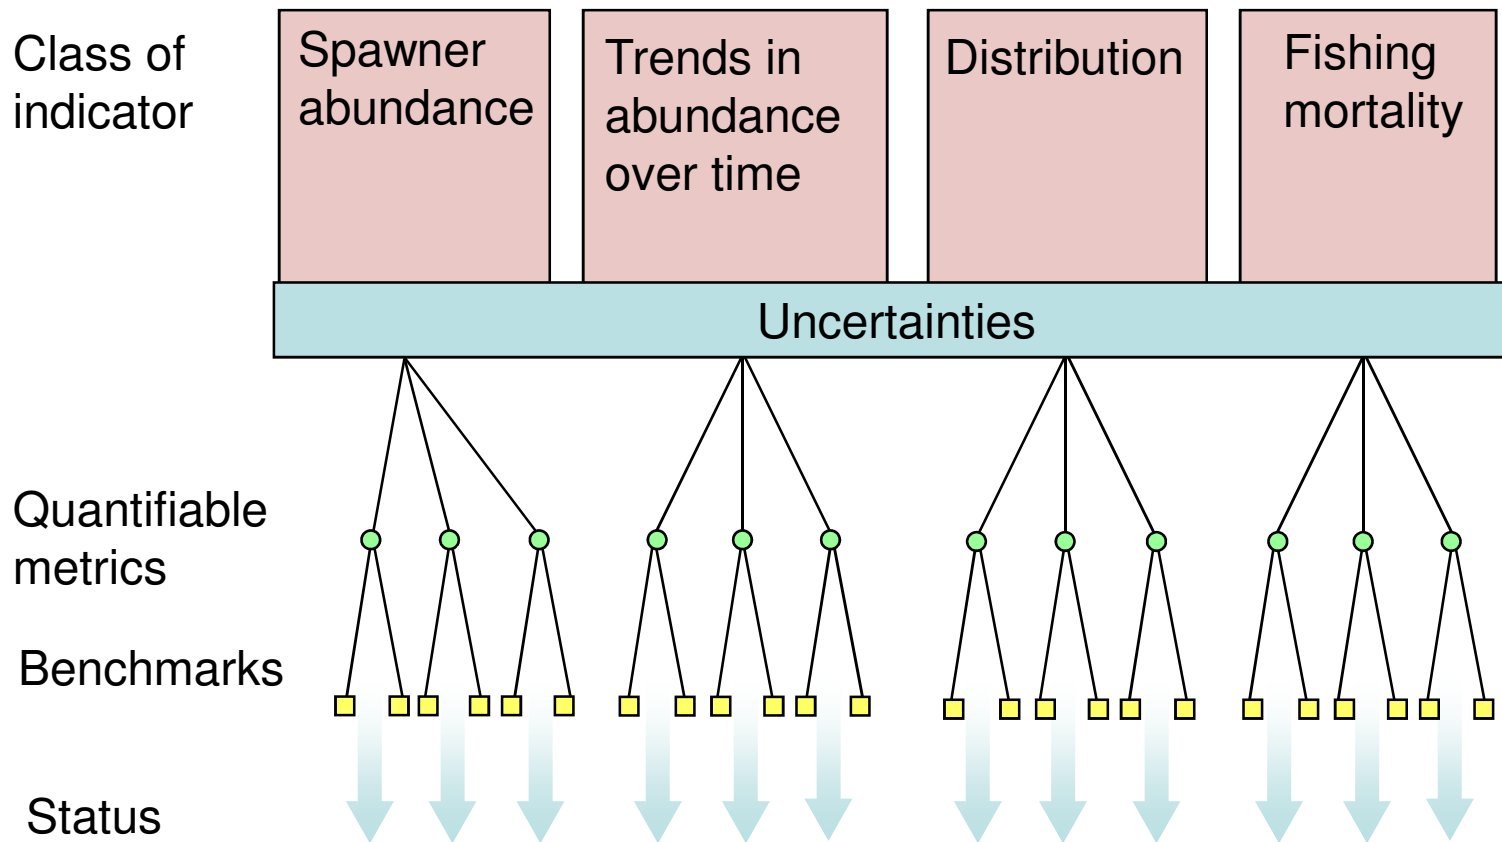 Class of
indicator
Spawner
abundance
Trends in
abundance
over time
Distribution
Fishing
mortality
Uncertainties
Quantifiable
metrics
Benchmarks
Status